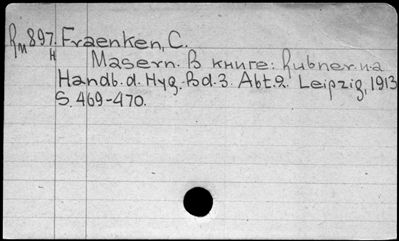 Rm 897. Fraenken, C.
H Masern. В книге: Rubner. u.a
Handb. d. Hyg. Bd. 3. Abt. 2. Leipzig, 1913
S. 469-470.